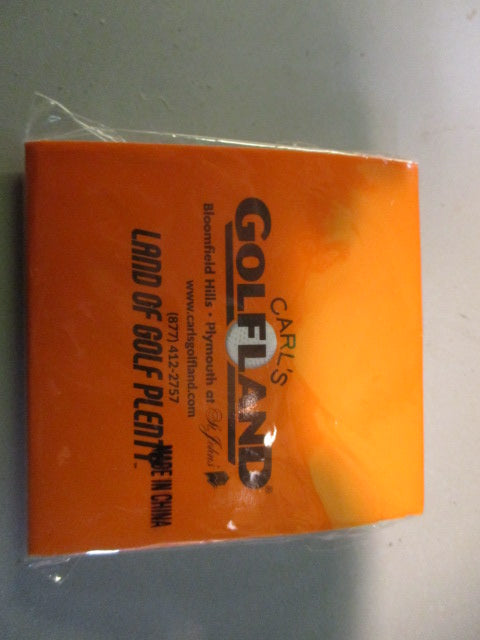 CARL'S
GOLFLAND®
Bloomfield Hills • Plymouth at St. John's
www.carlsgolfland.com
(877) 412-2757
LAND OF GOLF PLENTY™
MADE IN CHINA